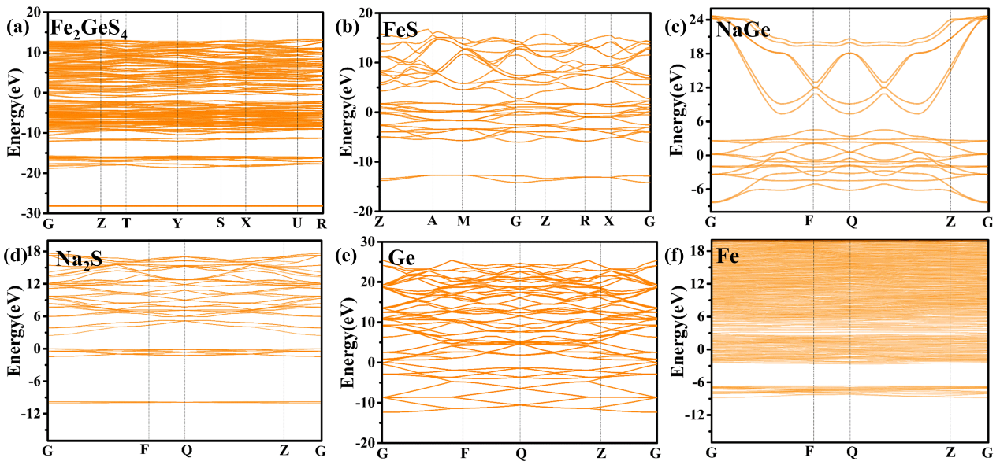 (a) Fe₂GeS₄
Energy(eV)
20
10
0
-10
-20
-30
G Z T Y S X U R
(b) FeS
Energy(eV)
20
10
0
-10
-20
Z A M G Z R X G
(c) NaGe
Energy(eV)
24
18
12
6
0
-6
G F Q Z G
(d) Na₂S
Energy(eV)
18
12
6
0
-6
-12
G F Q Z G
(e) Ge
Energy(eV)
30
20
10
0
-10
-20
G F Q Z G
(f) Fe
Energy(eV)
18
12
6
0
-6
-12
G F Q Z G